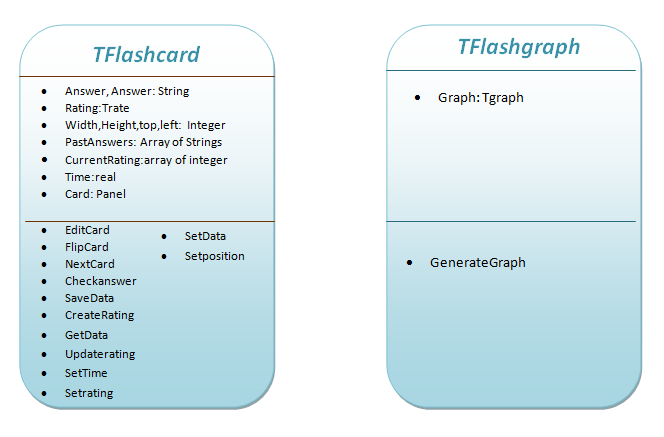 TFlashcard
Answer, Answer: String
Rating:Trate
Width,Height,top,left: Integer
PastAnswers: Array of Strings
CurrentRating:array of integer
Time:real
Card: Panel
EditCard
FlipCard
NextCard
Checkanswer
SaveData
CreateRating
GetData
Updaterating
SetTime
Setrating
SetData
Setposition
TFlashgraph
Graph: Tgraph
GenerateGraph